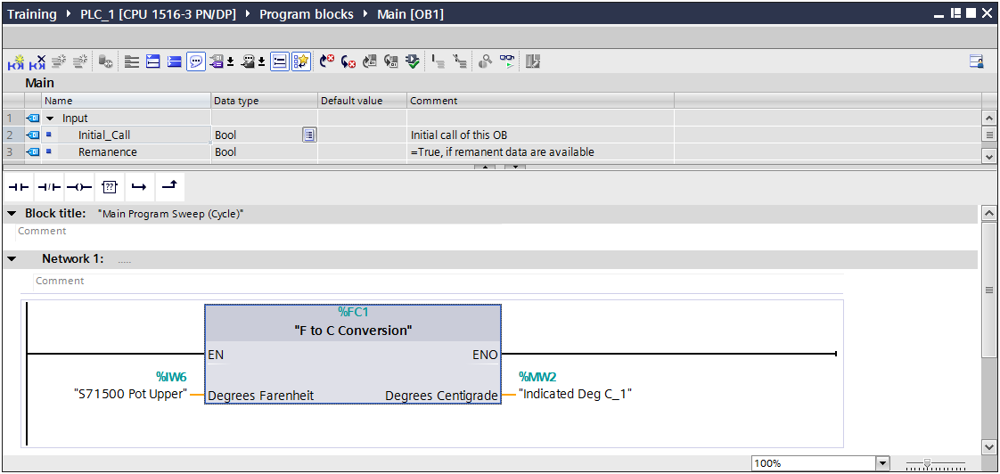 Training ▸ PLC_1 [CPU 1516-3 PN/DP] ▸ Program blocks ▸ Main [OB1]
Main
Name Data type Default value Comment
1 Input
2 Initial_Call Bool Initial call of this OB
3 Remanence Bool =True, if remanent data are available
??
Block title: "Main Program Sweep (Cycle)"
Comment
Network 1: .....
Comment
%FC1
"F to C Conversion"
EN ENO
%IW6 %MW2
"S71500 Pot Upper" Degrees Farenheit Degrees Centigrade "Indicated Deg C_1"
100%